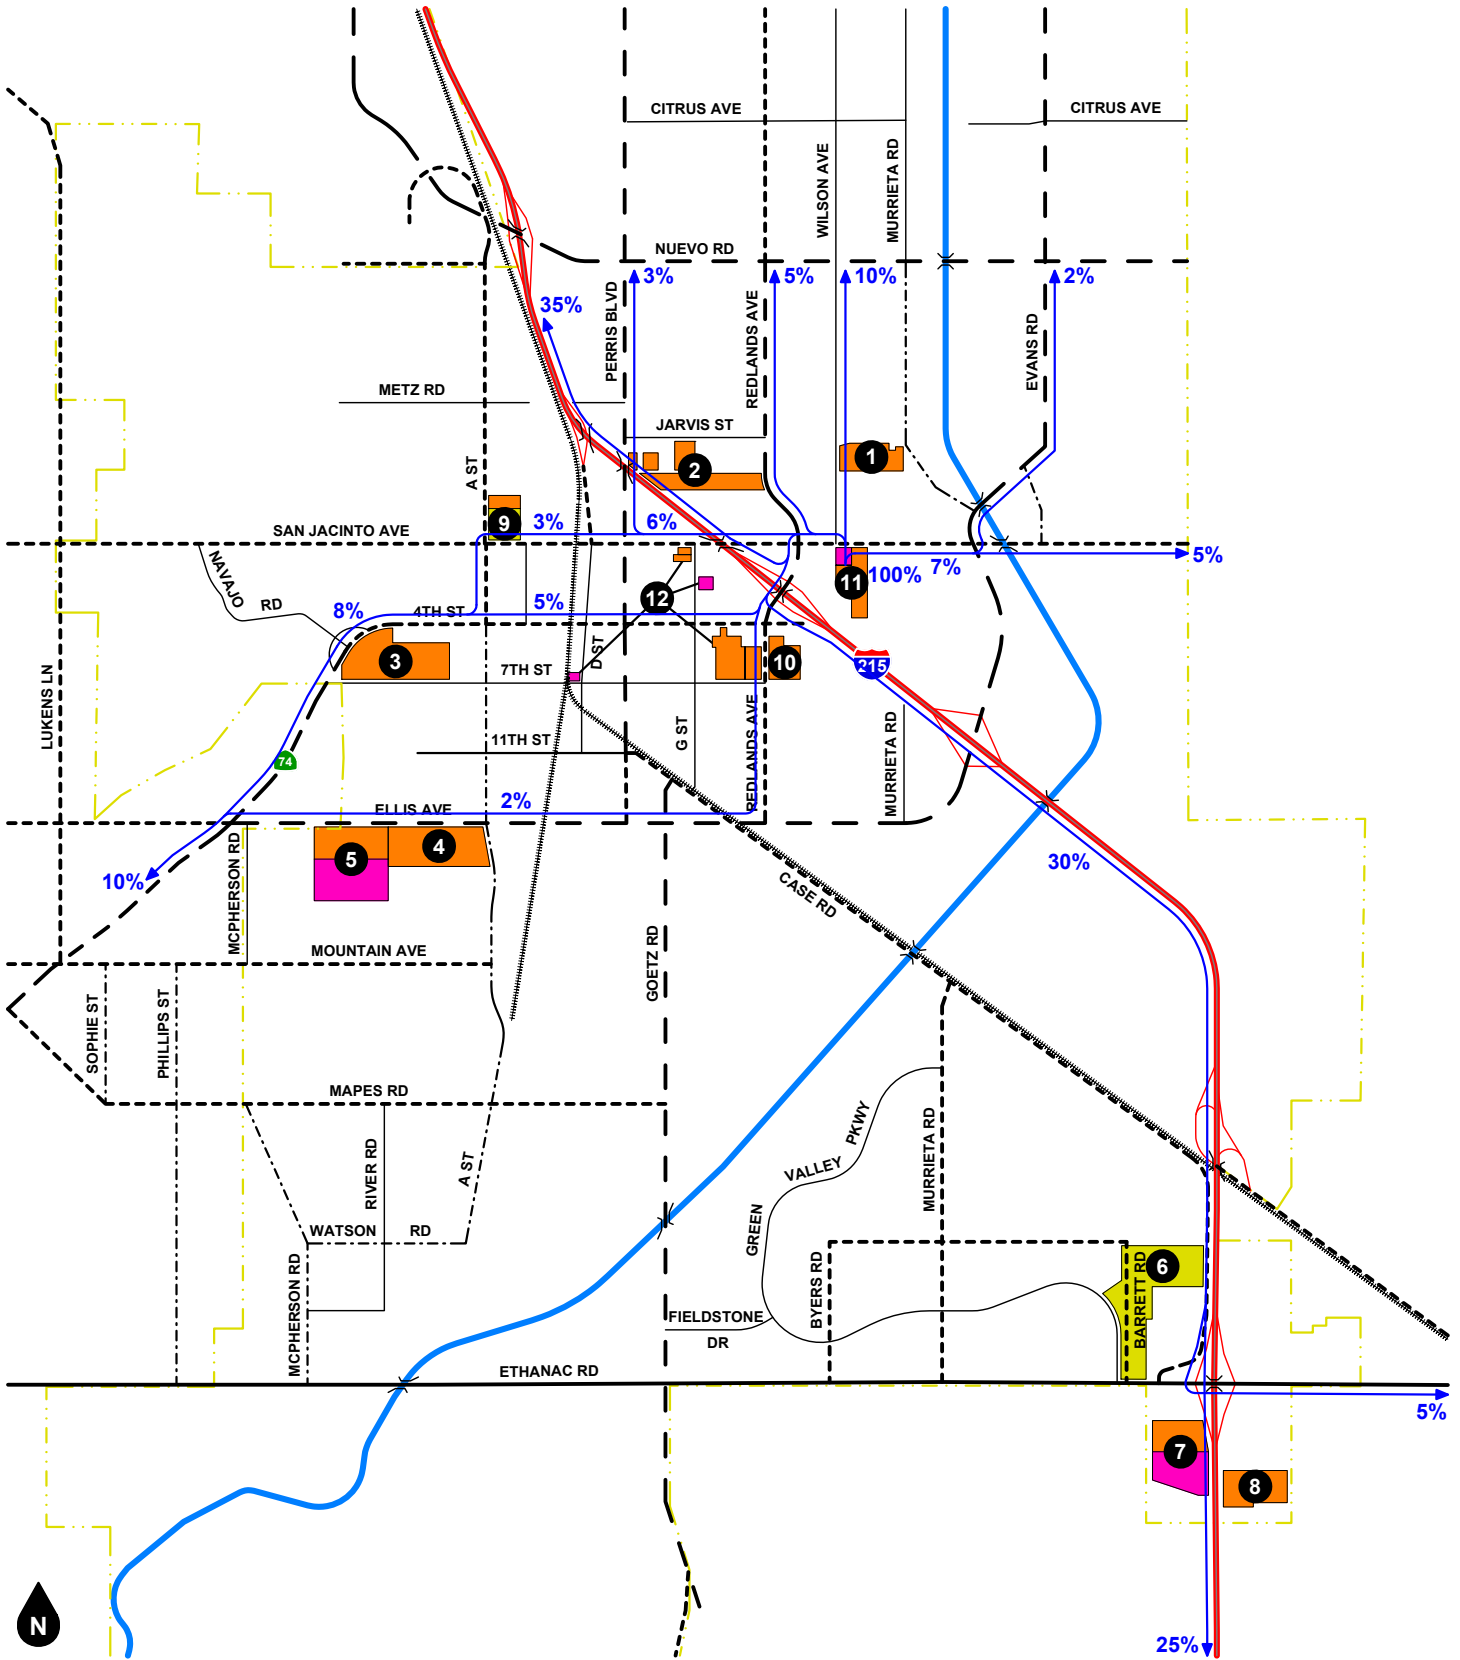 CITRUS AVE
CITRUS AVE
WILSON AVE
MURRIETA RD
NUEVO RD
3%
5%
10%
2%
35%
PERRIS BLVD
REDLANDS AVE
EVANS RD
METZ RD
JARVIS ST
1
2
A ST
9
3%
6%
SAN JACINTO AVE
5%
7%
100%
11
NAVAJO
RD
12
8%
4TH ST
5%
3
7TH ST
D ST
10
215
LUKENS LN
11TH ST
G ST
REDLANDS AVE
MURRIETA RD
74
2%
ELLIS AVE
4
5
10%
MCPHERSON RD
30%
CASE RD
MOUNTAIN AVE
GOETZ RD
SOPHIE ST
PHILLIPS ST
MAPES RD
PKWY
VALLEY
GREEN
MURRIETA RD
RIVER RD
A ST
WATSON
RD
BYERS RD
BARRETT RD
6
MCPHERSON RD
FIELDSTONE
DR
ETHANAC RD
5%
7
8
N
25%